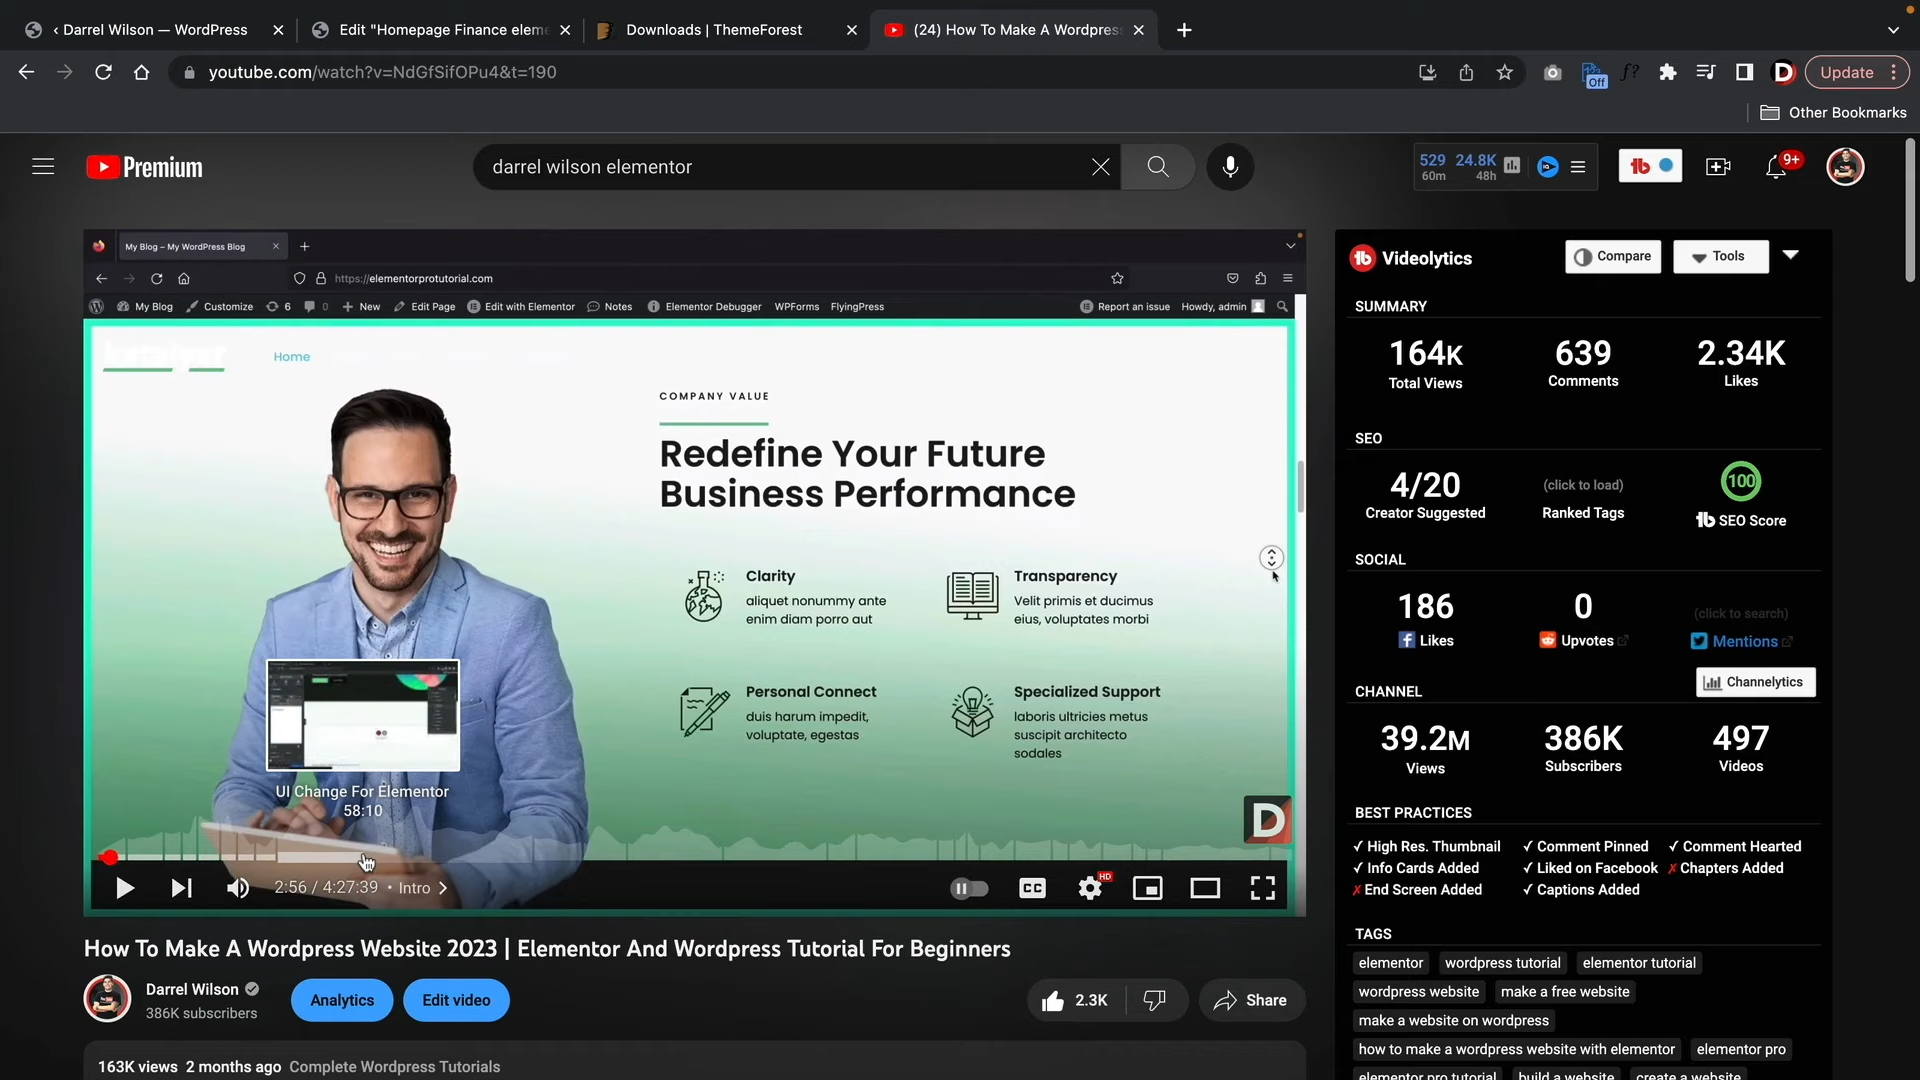 ‹ Darrel Wilson — WordPress
Edit "Homepage Finance elem
Downloads | ThemeForest
(24) How To Make A Wordpres
youtube.com/watch?v=NdGfSifOPu4&t=190
Off
f?
D
Update
Other Bookmarks
Premium
darrel wilson elementor
529 24.8K
60m 48h
9+
My Blog – My WordPress Blog
https://elementorprotutorial.com
My Blog Customize 6 0 New Edit Page Edit with Elementor Notes Elementor Debugger WPForms FlyingPress Report an issue Howdy, admin
Home
COMPANY VALUE
Redefine Your Future
Business Performance
Clarity
aliquet nonummy ante
enim diam porro aut
Transparency
Velit primis et ducimus
eius, voluptates morbi
Personal Connect
duis harum impedit,
voluptate, egestas
Specialized Support
laboris ultricies metus
suscipit architecto
sodales
UI Change For Elementor
58:10
D
2:56 / 4:27:39 • Intro
CC
HD
How To Make A Wordpress Website 2023 | Elementor And Wordpress Tutorial For Beginners
Darrel Wilson
386K subscribers
Analytics
Edit video
2.3K
Share
163K views 2 months ago Complete Wordpress Tutorials
Videolytics
Compare
Tools
SUMMARY
164K
Total Views
639
Comments
2.34K
Likes
SEO
4/20
Creator Suggested
(click to load)
Ranked Tags
100
SEO Score
SOCIAL
186
Likes
0
Upvotes
(click to search)
Mentions
CHANNEL
Channelytics
39.2M
Views
386K
Subscribers
497
Videos
BEST PRACTICES
✓ High Res. Thumbnail ✓ Comment Pinned ✓ Comment Hearted
✓ Info Cards Added ✓ Liked on Facebook ✗ Chapters Added
✗ End Screen Added ✓ Captions Added
TAGS
elementor wordpress tutorial elementor tutorial
wordpress website make a free website
make a website on wordpress
how to make a wordpress website with elementor elementor pro
elementor pro tutorial build a website create a website